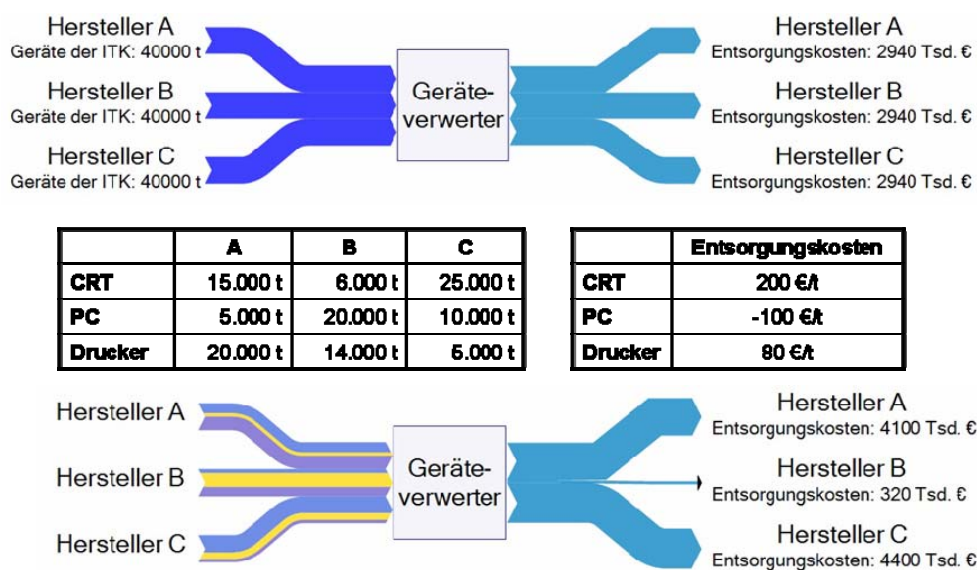 Hersteller A
Geräte der ITK: 40000 t
Hersteller B
Geräte der ITK: 40000 t
Hersteller C
Geräte der ITK: 40000 t
Geräte-
verwerter
Hersteller A
Entsorgungskosten: 2940 Tsd. €
Hersteller B
Entsorgungskosten: 2940 Tsd. €
Hersteller C
Entsorgungskosten: 2940 Tsd. €
A B C
CRT 15.000 t 6.000 t 25.000 t
PC 5.000 t 20.000 t 10.000 t
Drucker 20.000 t 14.000 t 5.000 t
Entsorgungskosten
CRT 200 €/t
PC -100 €/t
Drucker 80 €/t
Hersteller A
Hersteller B
Hersteller C
Geräte-
verwerter
Hersteller A
Entsorgungskosten: 4100 Tsd. €
Hersteller B
Entsorgungskosten: 320 Tsd. €
Hersteller C
Entsorgungskosten: 4400 Tsd. €